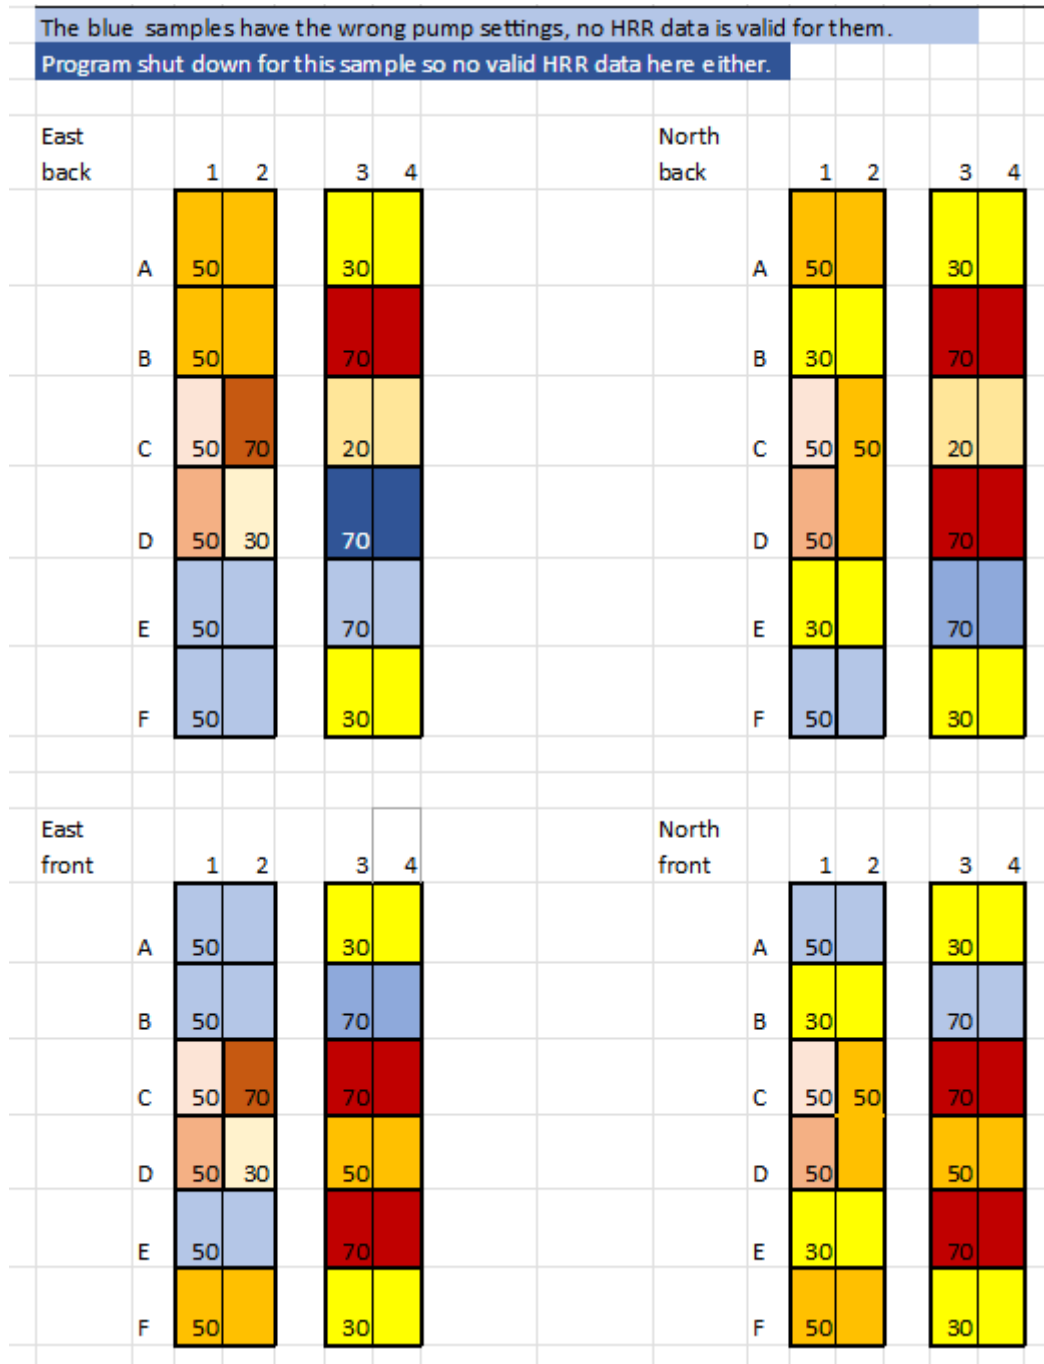 The blue  samples have the wrong pump settings, no HRR data is valid for them.
Program shut down for this sample so no valid HRR data here either.
East North
back 1 2 3 4 back 1 2 3 4
A 50 30 A 50 30
B 50 70 B 30 70
C 50 70 20 C 50 50 20
D 50 30 70 D 50 70
E 50 70 E 30 70
F 50 30 F 50 30
East North
front 1 2 3 4 front 1 2 3 4
A 50 30 A 50 30
B 50 70 B 30 70
C 50 70 70 C 50 50 70
D 50 30 50 D 50 50
E 50 70 E 30 70
F 50 30 F 50 30